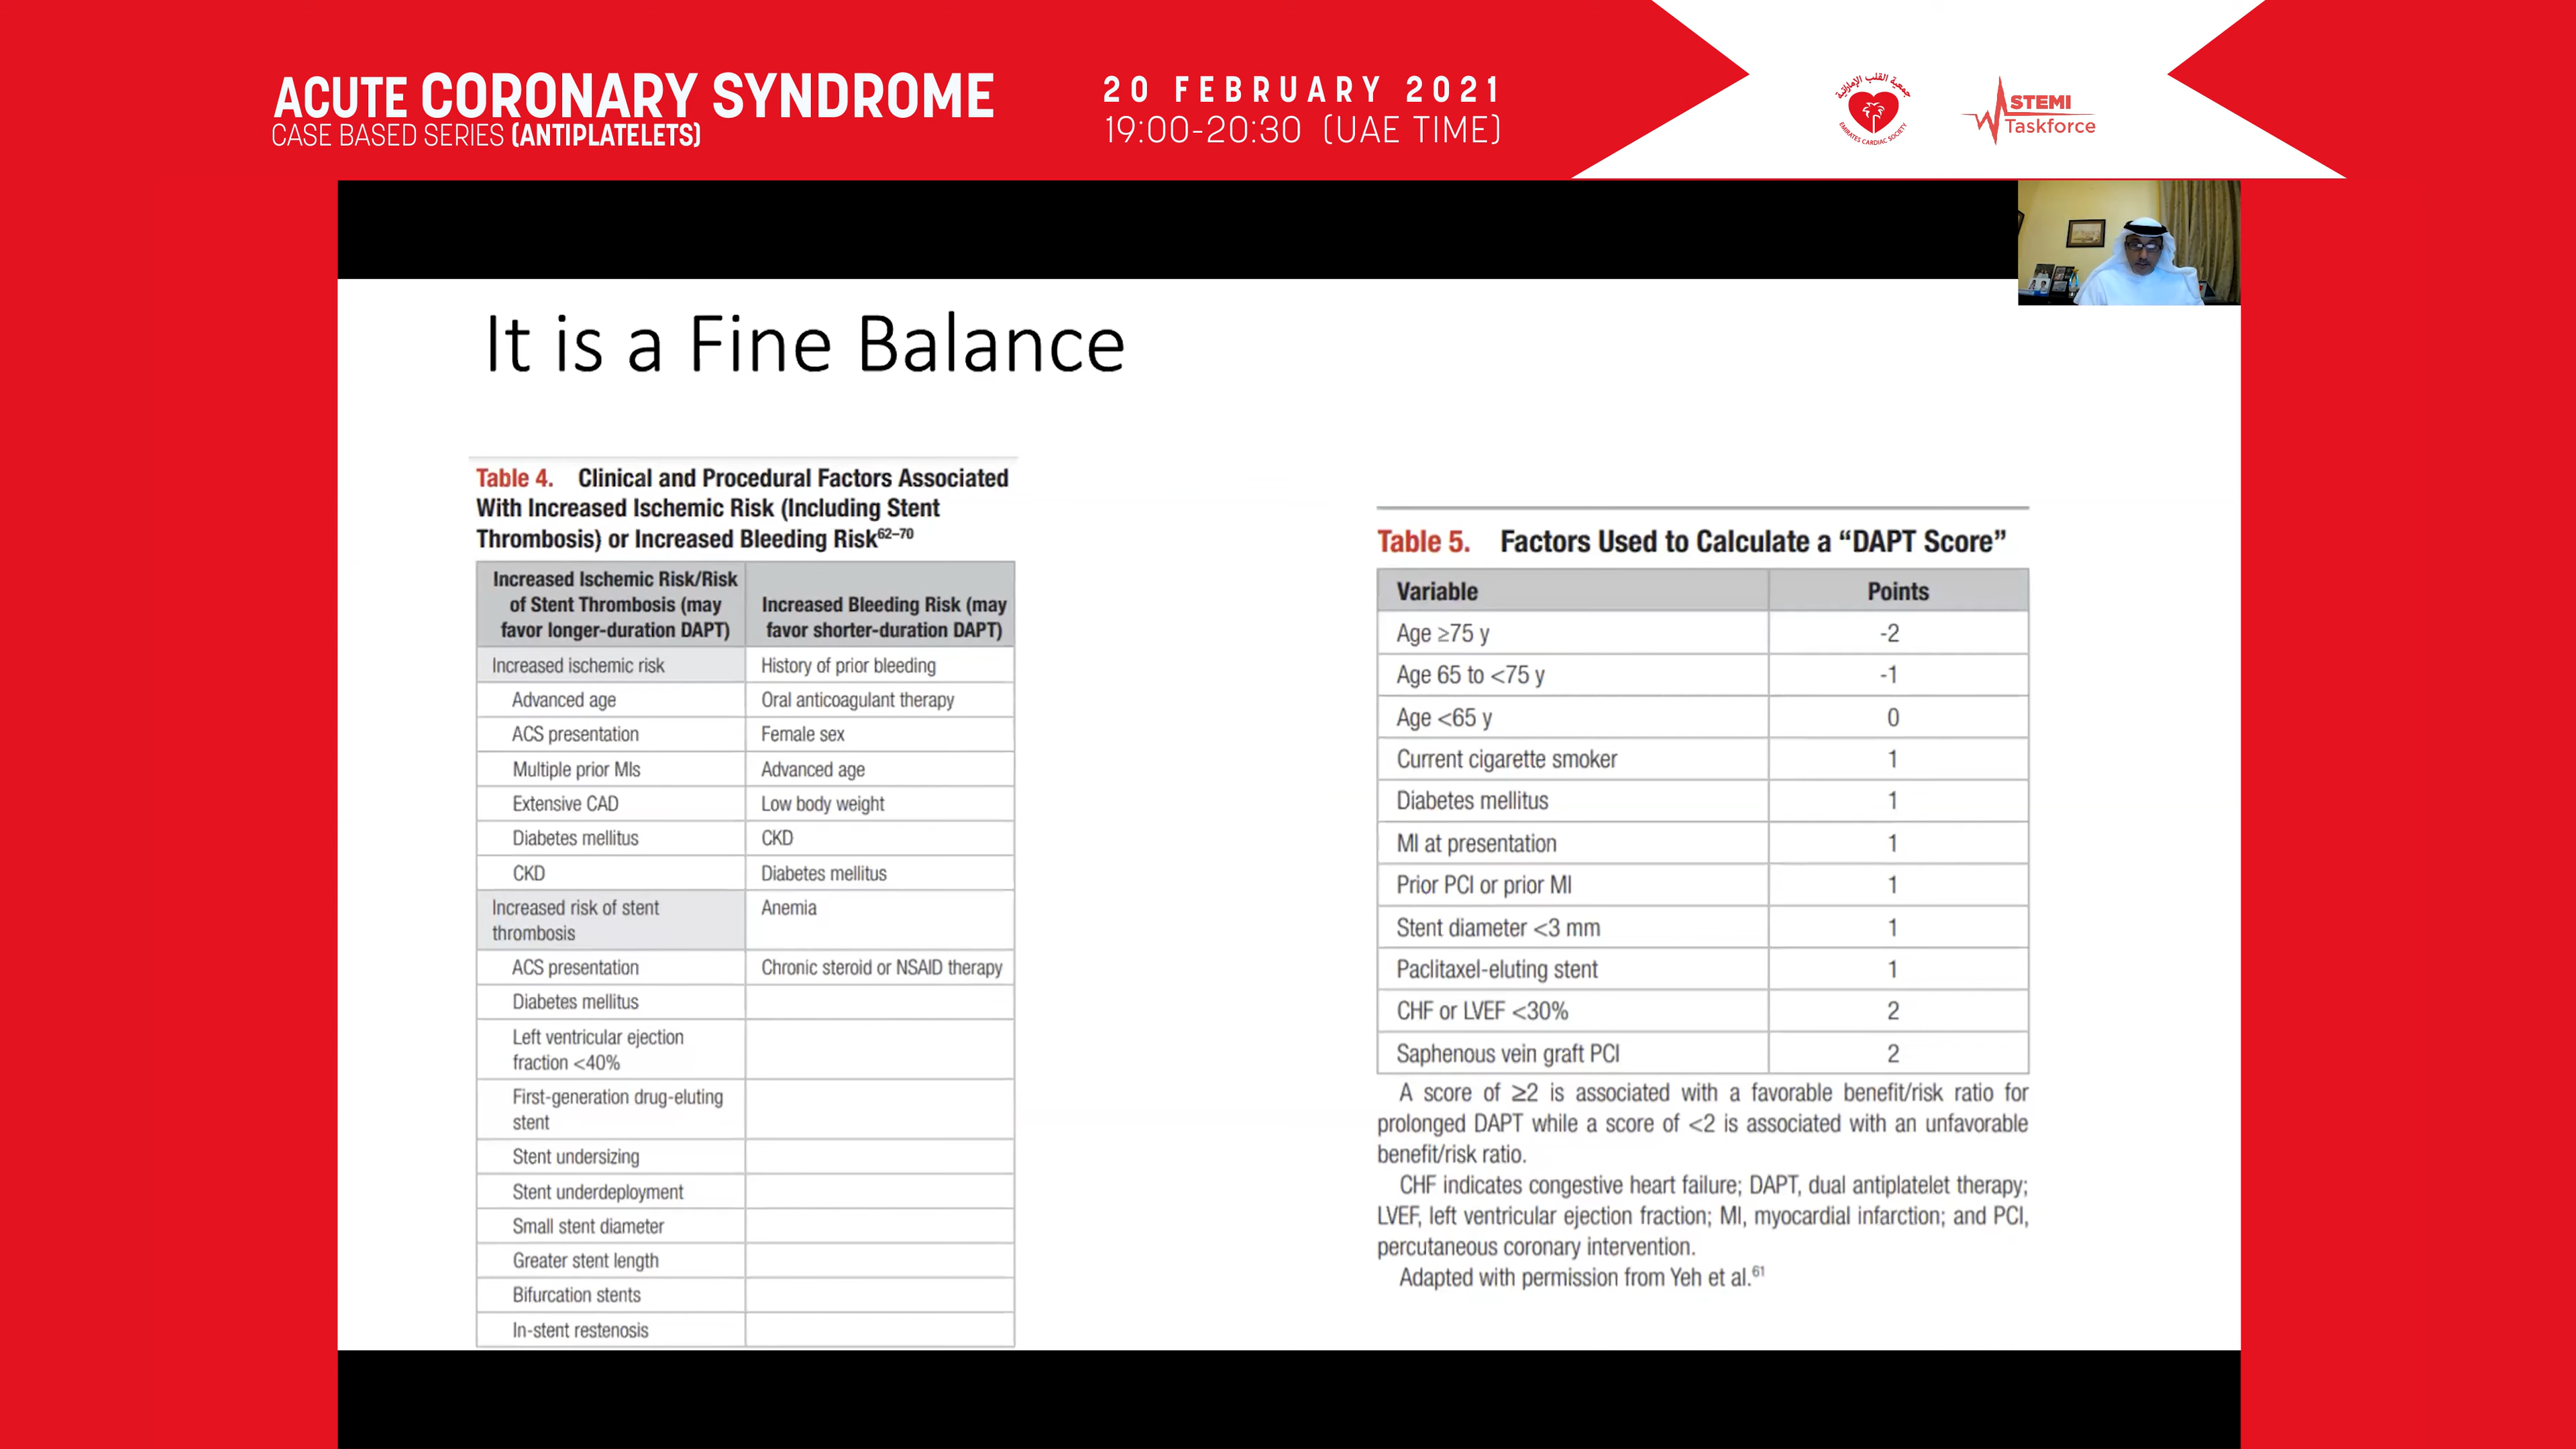 ACUTE CORONARY SYNDROME
CASE BASED SERIES (ANTIPLATELETS)
20 FEBRUARY 2021
19:00-20:30 (UAE TIME)
جمعية القلب الإماراتية
EMIRATES CARDIAC SOCIETY
STEMI
Taskforce
It is a Fine Balance
Table 4. Clinical and Procedural Factors Associated
With Increased Ischemic Risk (Including Stent
Thrombosis) or Increased Bleeding Risk62–70
Increased Ischemic Risk/Risk
of Stent Thrombosis (may
favor longer-duration DAPT)
Increased Bleeding Risk (may
favor shorter-duration DAPT)
Increased ischemic risk History of prior bleeding
Advanced age Oral anticoagulant therapy
ACS presentation Female sex
Multiple prior MIs Advanced age
Extensive CAD Low body weight
Diabetes mellitus CKD
CKD Diabetes mellitus
Increased risk of stent
thrombosis
Anemia
ACS presentation Chronic steroid or NSAID therapy
Diabetes mellitus
Left ventricular ejection
fraction <40%
First-generation drug-eluting
stent
Stent undersizing
Stent underdeployment
Small stent diameter
Greater stent length
Bifurcation stents
In-stent restenosis
Table 5. Factors Used to Calculate a “DAPT Score”
Variable Points
Age ≥75 y -2
Age 65 to <75 y -1
Age <65 y 0
Current cigarette smoker 1
Diabetes mellitus 1
MI at presentation 1
Prior PCI or prior MI 1
Stent diameter <3 mm 1
Paclitaxel-eluting stent 1
CHF or LVEF <30% 2
Saphenous vein graft PCI 2
A score of ≥2 is associated with a favorable benefit/risk ratio for
prolonged DAPT while a score of <2 is associated with an unfavorable
benefit/risk ratio.
CHF indicates congestive heart failure; DAPT, dual antiplatelet therapy;
LVEF, left ventricular ejection fraction; MI, myocardial infarction; and PCI,
percutaneous coronary intervention.
Adapted with permission from Yeh et al.61